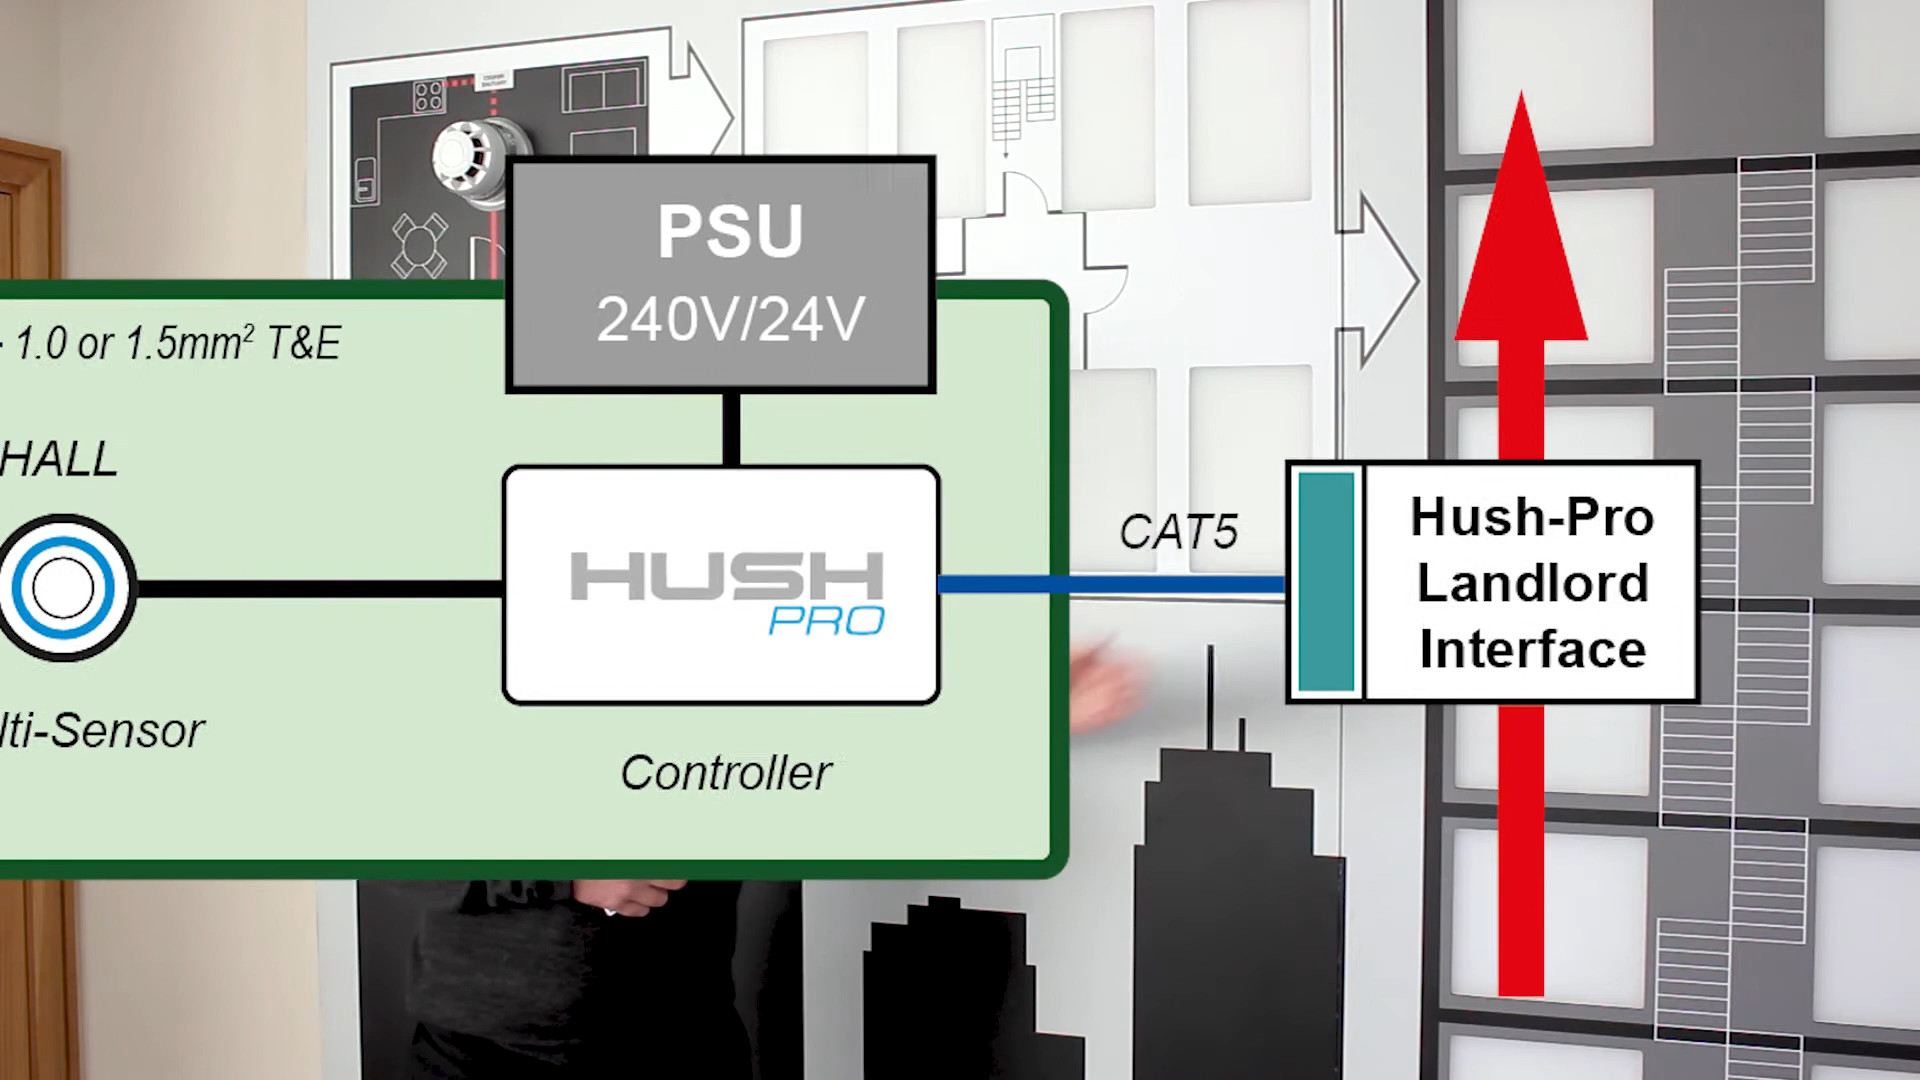 PSU
240V/24V
- 1.0 or 1.5mm² T&E
HALL
HUSH
PRO
CAT5
Hush-Pro
Landlord
Interface
lti-Sensor
Controller